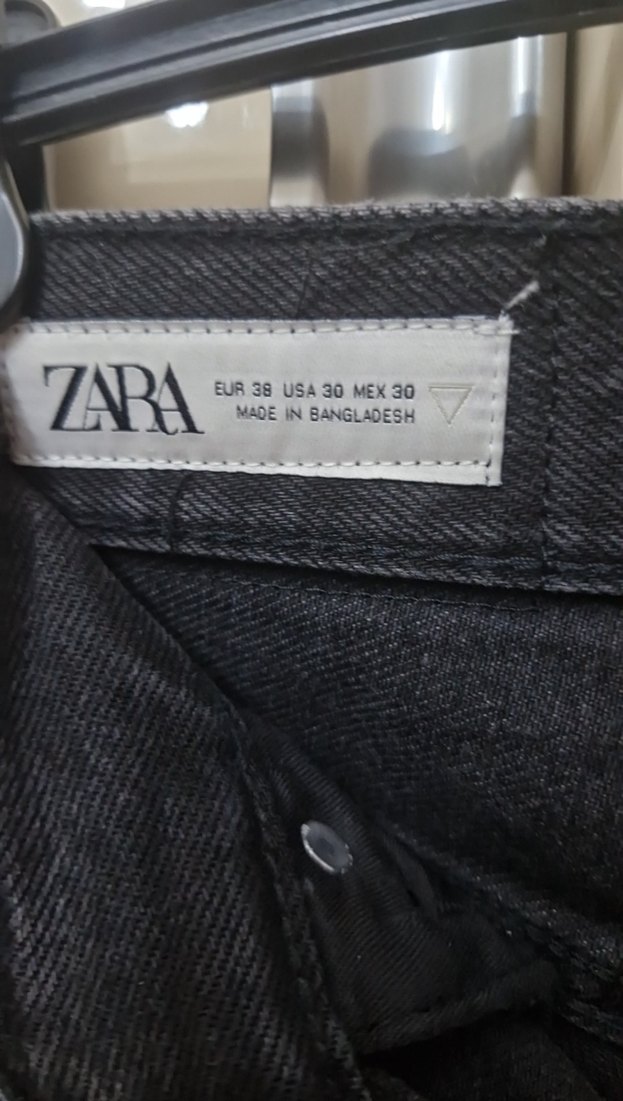 ZARA
EUR 38 USA 30 MEX 30
MADE IN BANGLADESH